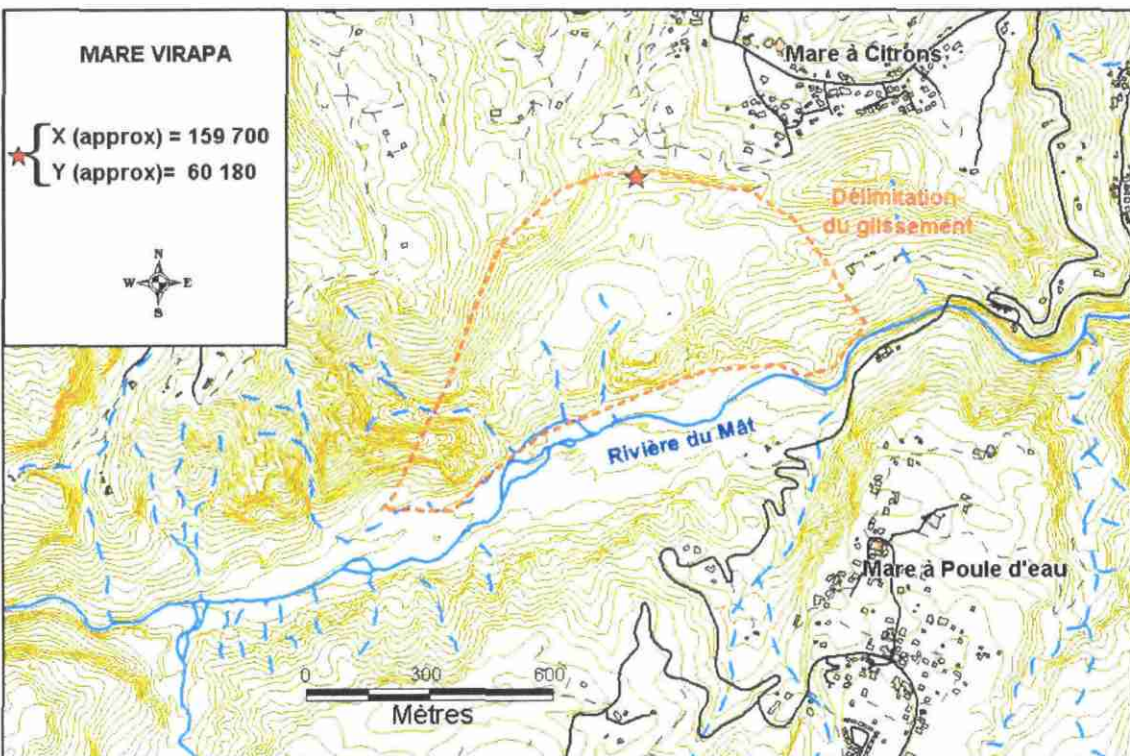 MARE VIRAPA
X (approx) = 159 700
Y (approx)= 60 180
N
W E
S
Mare à Citrons
Délimitation
du glissement
Rivière du Mât
Mare à Poule d'eau
0 300 600
Mètres